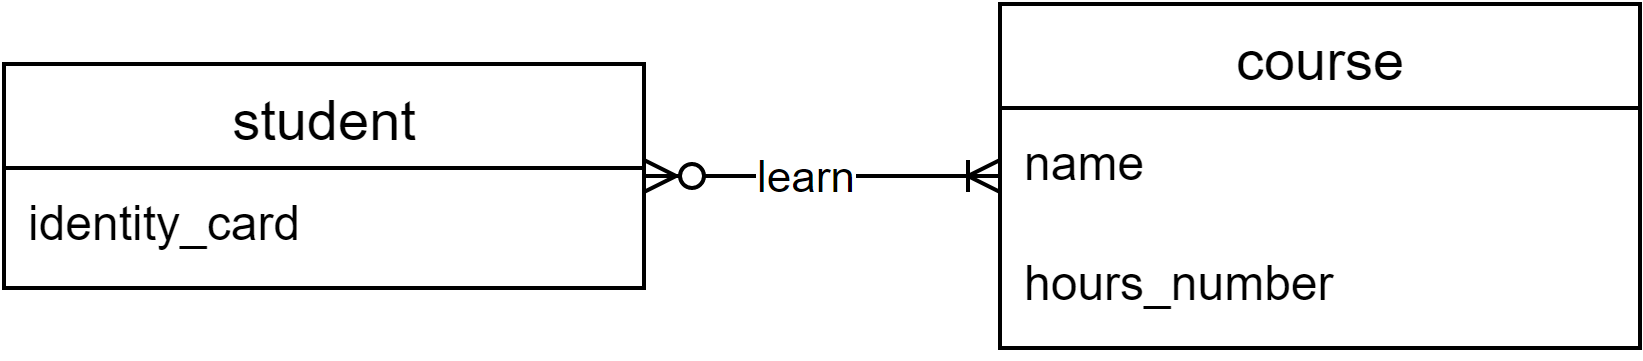 student
identity_card
learn
course
name
hours_number